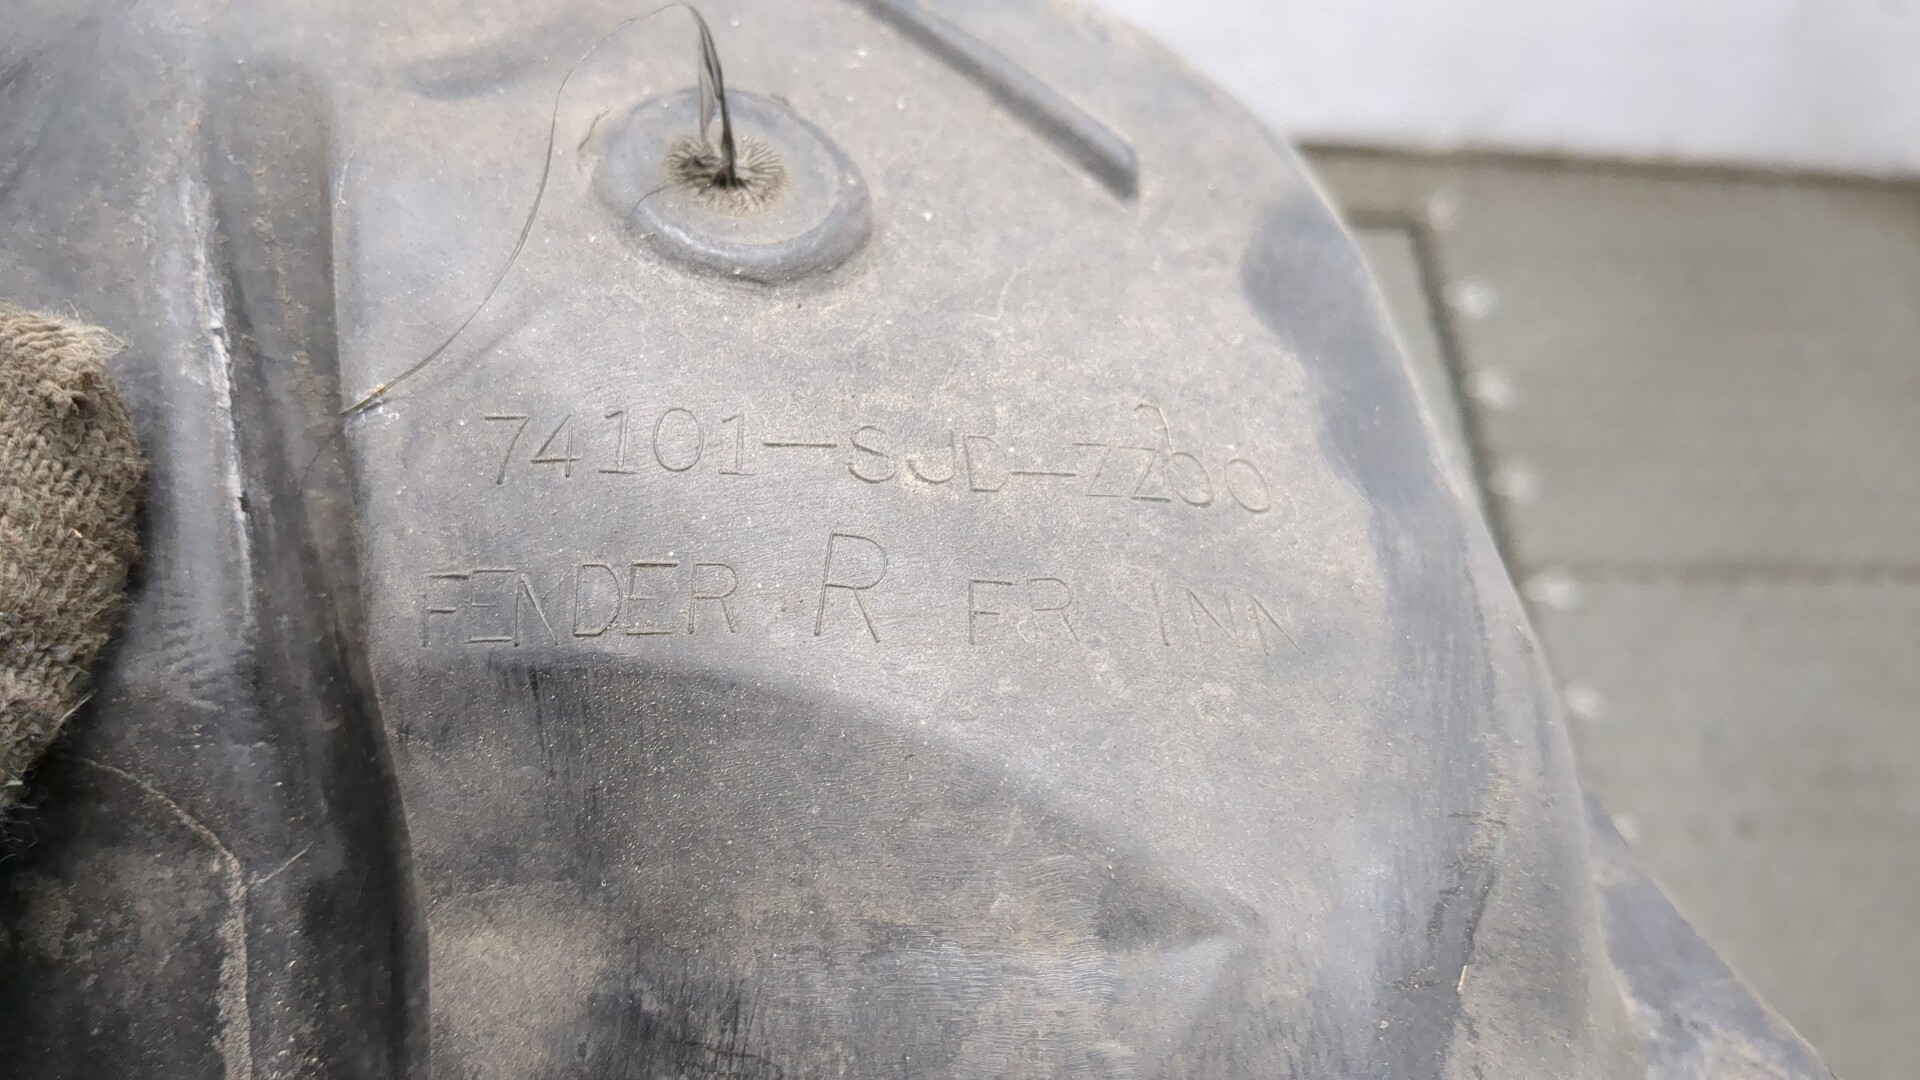 74101-SJD-ZZ00
FENDER R FR INN